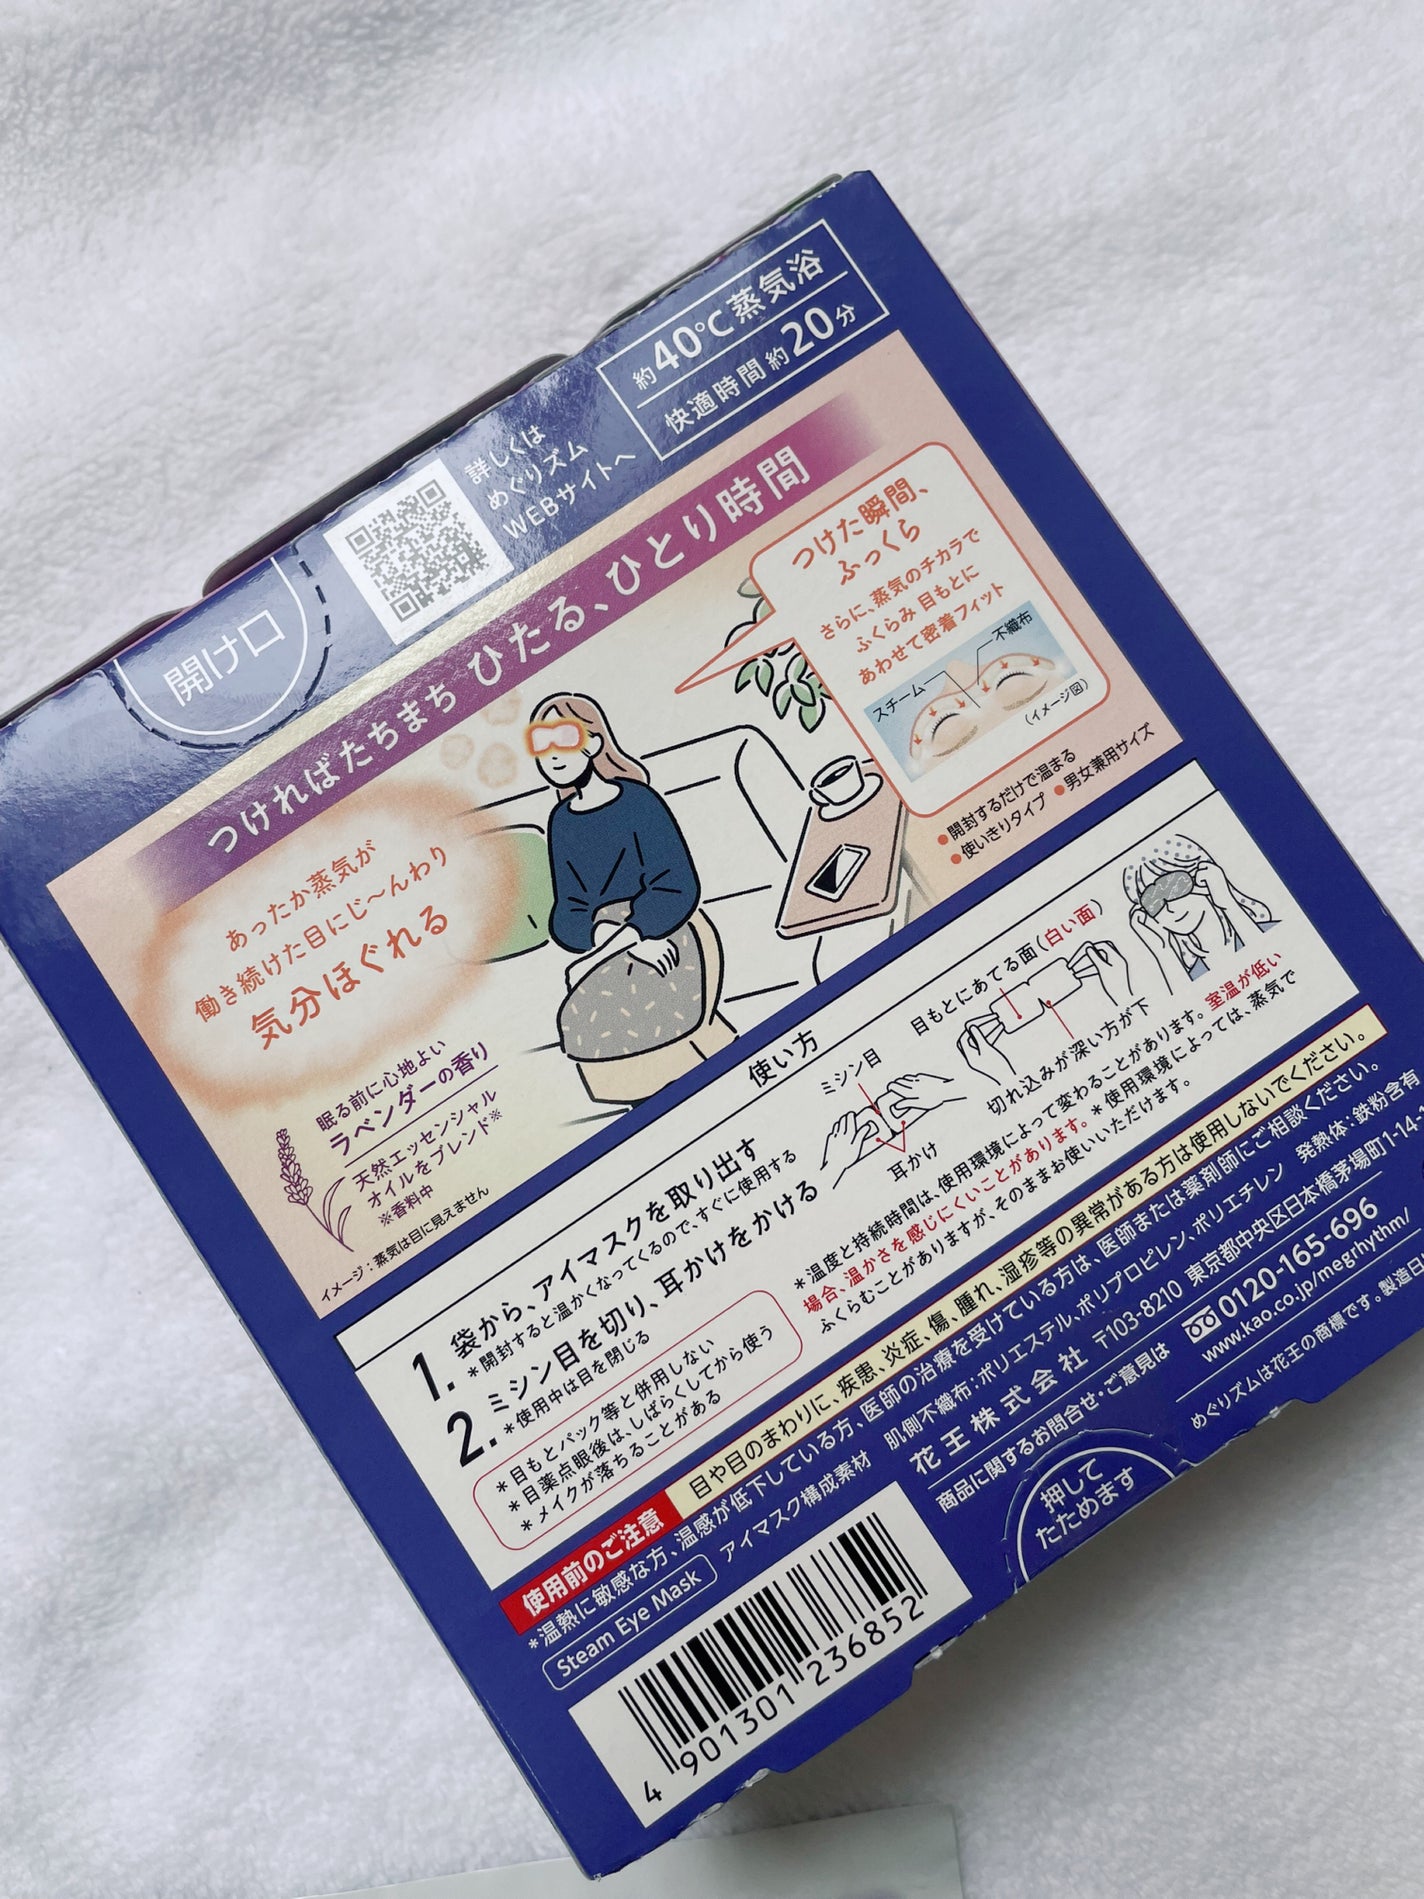 約40℃蒸気浴
快適時間 約20分
詳しくは
めぐりズム
WEBサイトへ
開け口
つければたちまち ひたる、ひとり時間
つけた瞬間、
ふっくら
さらに、蒸気のチカラで
ふくらみ 目もとに
あわせて密着フィット
不織布
スチーム
(イメージ図)
●開封するだけで温まる
●使いきりタイプ ●男女兼用サイズ
あったか蒸気が
働き続けた目にじ〜んわり
気分ほぐれる
眠る前に心地よい
ラベンダーの香り
天然エッセンシャル
オイルをブレンド※
※香料中
イメージ:蒸気は目に見えません
使い方
1. 袋から、アイマスクを取り出す
*開封すると温かくなってくるので、すぐに使用する
2. ミシン目を切り、耳かけをかける
*使用中は目を閉じる
*目もとパック等と併用しない
*目薬点眼後は、しばらくしてから使う
*メイクが落ちることがある
ミシン目
耳かけ
目もとにあてる面(白い面)
切れ込みが深い方が下
*温度と持続時間は、使用環境によって変わることがあります。室温が低い
場合、温かさを感じにくいことがあります。*使用環境によっては、蒸気で
ふくらむことがありますが、そのままお使いいただけます。
使用前のご注意 目や目のまわりに、疾患、炎症、傷、腫れ、湿疹等の異常がある方は使用しないでください。
*温熱に敏感な方、温感が低下している方、医師の治療を受けている方は、医師または薬剤師にご相談ください。
Steam Eye Mask アイマスク構成素材 肌側不織布:ポリエステル、ポリプロピレン、ポリエチレン 発熱体:鉄粉含有
花王株式会社 〒103-8210 東京都中央区日本橋茅場町1-14-
商品に関するお問合せ・ご意見は 0120-165-696
www.kao.co.jp/megrhythm/
めぐりズムは花王の商標です。製造日
押して
たためます
4 901301 236852